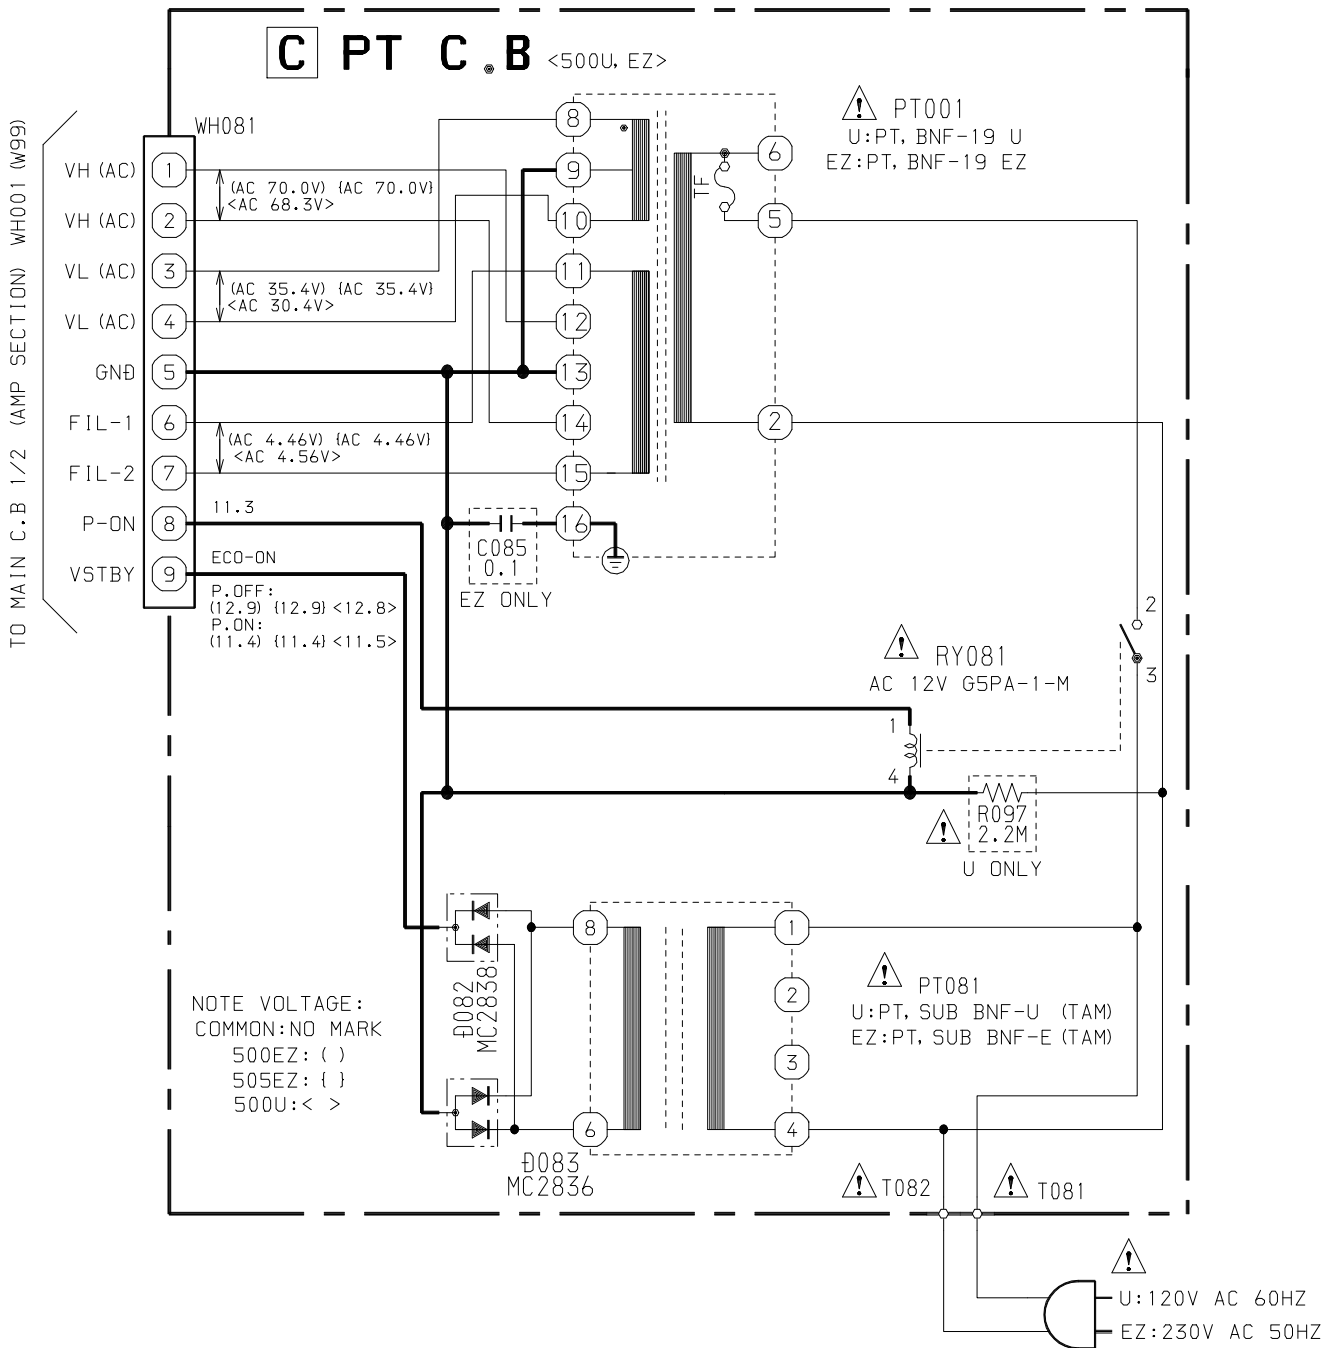 C PT C.B <500U, EZ>
TO MAIN C.B 1/2 (AMP SECTION) WH001 (W99)
WH081
VH (AC) 1
VH (AC) 2
VL (AC) 3
VL (AC) 4
GND 5
FIL-1 6
FIL-2 7
P-ON 8
VSTBY 9
(AC 70.0V) {AC 70.0V}
<AC 68.3V>
(AC 35.4V) {AC 35.4V}
<AC 30.4V>
(AC 4.46V) {AC 4.46V}
<AC 4.56V>
11.3
ECO-ON
P.OFF:
(12.9) {12.9} <12.8>
P.ON:
(11.4) {11.4} <11.5>
8
9
10
11
12
13
14
15
16
TF
6
5
2
PT001
U:PT, BNF-19 U
EZ:PT, BNF-19 EZ
C085
0.1
EZ ONLY
2
3
RY081
AC 12V G5PA-1-M
1
4
R097
2.2M
U ONLY
D082
MC2838
D083
MC2836
8
6
1
2
3
4
PT081
U:PT, SUB BNF-U (TAM)
EZ:PT, SUB BNF-E (TAM)
NOTE VOLTAGE:
COMMON:NO MARK
500EZ: ( )
505EZ: { }
500U:< >
T082
T081
U:120V AC 60HZ
EZ:230V AC 50HZ